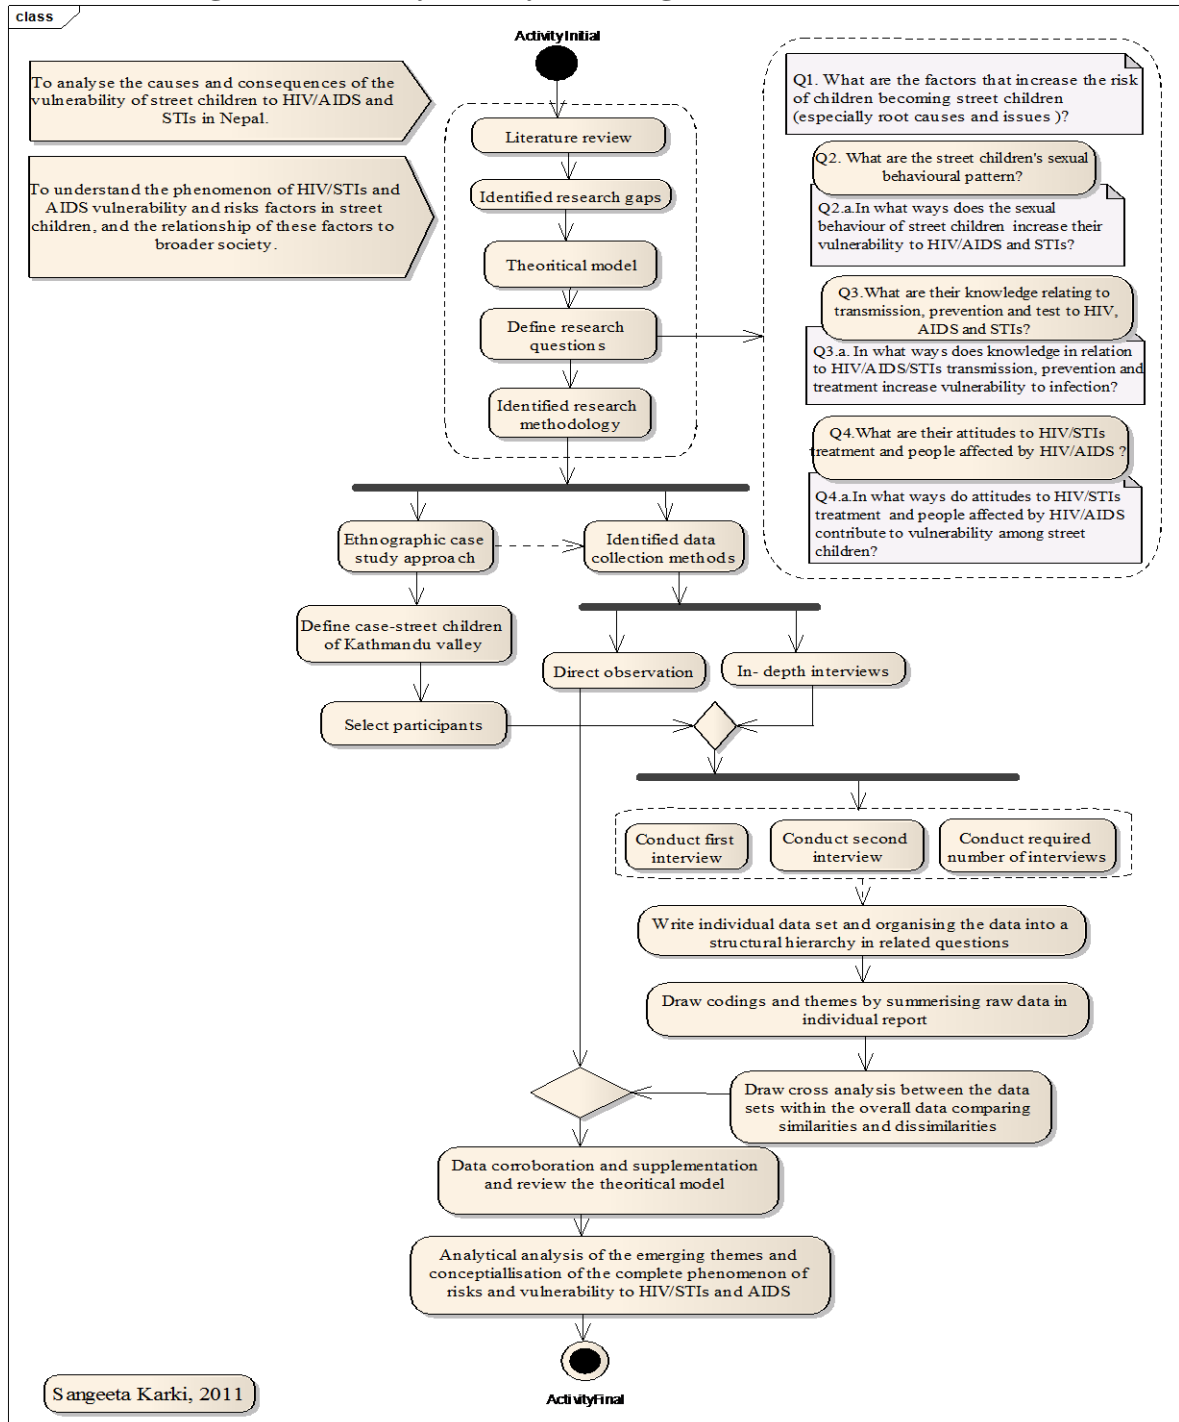 class
ActivityInitial
To analyse the causes and consequences of the
vulnerability of street children to HIV/AIDS and
STIs in Nepal.
To understand the phenomenon of HIV/STIs and
AIDS vulnerability and risks factors in street
children, and the relationship of these factors to
broader society.
Literature review
Identified research gaps
Theoritical model
Define research
questions
Identified research
methodology
Q1. What are the factors that increase the risk
of children becoming street children
(especially root causes and issues )?
Q2. What are the street children's sexual
behavioural pattern?
Q2.a.In what ways does the sexual
behaviour of street children increase their
vulnerability to HIV/AIDS and STIs?
Q3.What are their knowledge relating to
transmission, prevention and test to HIV,
AIDS and STIs?
Q3.a. In what ways does knowledge in relation
to HIV/AIDS/STIs transmission, prevention and
treatment increase vulnerability to infection?
Q4.What are their attitudes to HIV/STIs
treatment and people affected by HIV/AIDS ?
Q4.a.In what ways do attitudes to HIV/STIs
treatment and people affected by HIV/AIDS
contribute to vulnerability among street
children?
Ethnographic case
study approach
Identified data
collection methods
Define case-street children
of Kathmandu valley
Direct observation
In- depth interviews
Select participants
Conduct first
interview
Conduct second
interview
Conduct required
number of interviews
Write individual data set and organising the data into a
structural hierarchy in related questions
Draw codings and themes by summerising raw data in
individual report
Draw cross analysis between the data
sets within the overall data comparing
similarities and dissimilarities
Data corroboration and supplementation
and review the theoritical model
Analytical analysis of the emerging themes and
conceptiallisation of the complete phenomenon of
risks and vulnerability to HIV/STIs and AIDS
ActivityFinal
Sangeeta Karki, 2011